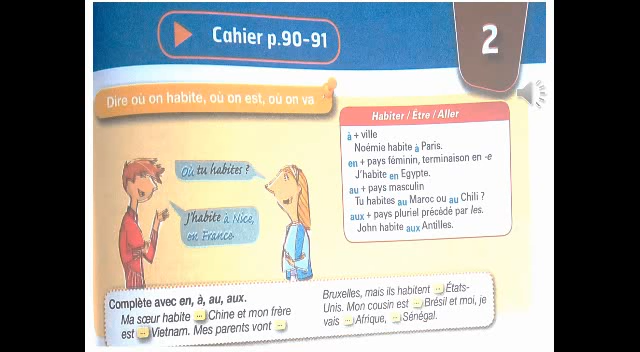 Cahier p.90-91
2
Dire où on habite, où on est, où on va
Habiter / Être / Aller
à + ville
Noémie habite à Paris.
en + pays féminin, terminaison en -e
J'habite en Egypte.
au + pays masculin
Tu habites au Maroc ou au Chili ?
aux + pays pluriel précédé par les.
John habite aux Antilles.
Où tu habites ?
J'habite à Nice,
en France.
Complète avec en, à, au, aux.
Ma sœur habite ... Chine et mon frère
est ... Vietnam. Mes parents vont ...
Bruxelles, mais ils habitent ... États-
Unis. Mon cousin est ... Brésil et moi, je
vais ... Afrique, ... Sénégal.